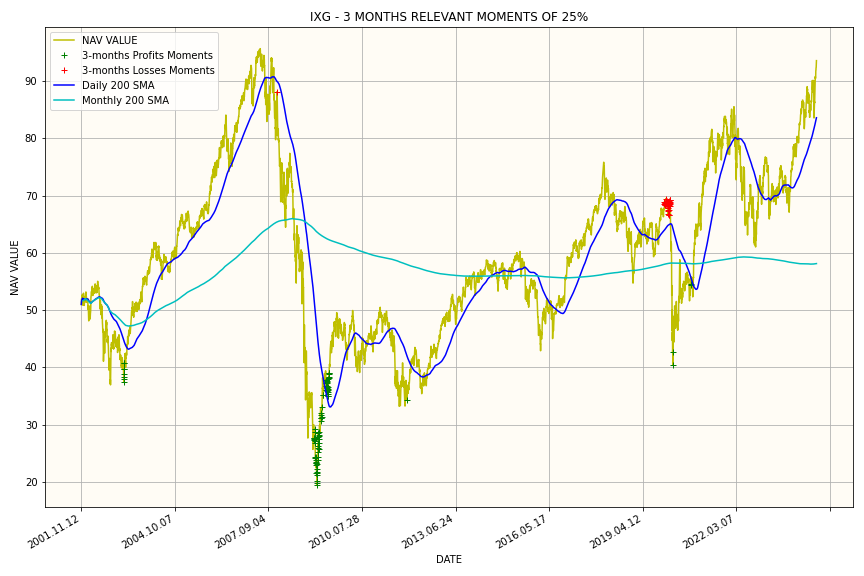 IXG - 3 MONTHS RELEVANT MOMENTS OF 25%
NAV VALUE
3-months Profits Moments
3-months Losses Moments
Daily 200 SMA
Monthly 200 SMA
90
80
70
60
50
40
30
20
NAV VALUE
2001.11.12
2004.10.07
2007.09.04
2010.07.28
2013.06.24
2016.05.17
2019.04.12
2022.03.07
DATE